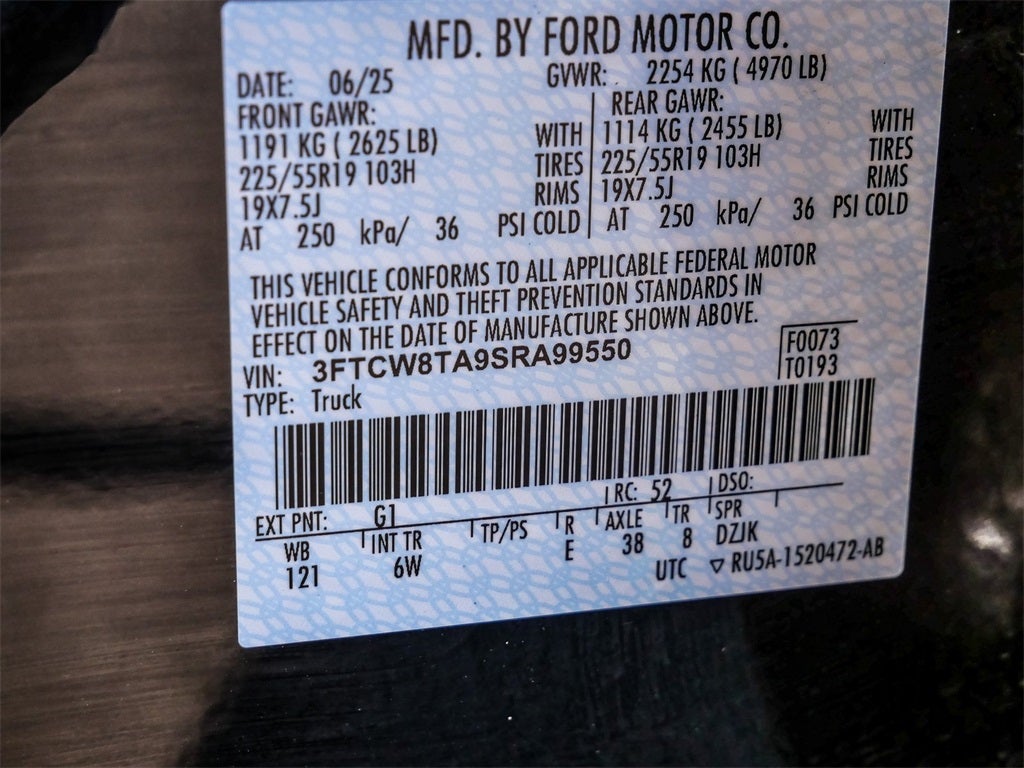 MFD. BY FORD MOTOR CO.
DATE: 06/25 GVWR: 2254 KG ( 4970 LB)
FRONT GAWR: REAR GAWR:
1191 KG ( 2625 LB) WITH 1114 KG ( 2455 LB) WITH
225/55R19 103H TIRES 225/55R19 103H TIRES
19X7.5J RIMS 19X7.5J RIMS
AT 250 kPa/ 36 PSI COLD AT 250 kPa/ 36 PSI COLD
THIS VEHICLE CONFORMS TO ALL APPLICABLE FEDERAL MOTOR
VEHICLE SAFETY AND THEFT PREVENTION STANDARDS IN
EFFECT ON THE DATE OF MANUFACTURE SHOWN ABOVE.
VIN: 3FTCW8TA9SRA99550 F0073
TYPE: Truck T0193
EXT PNT: G1 RC: 52 DSO:
WB INT TR TP/PS R AXLE TR SPR
121 6W E 38 8 DZJK
UTC ▽ RU5A-1520472-AB